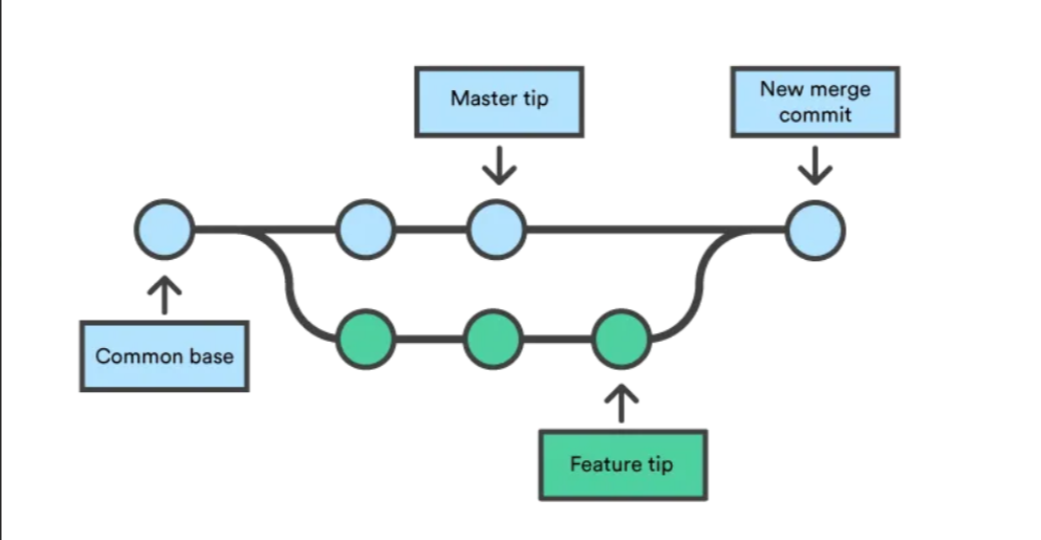 Master tip
New merge
commit
Common base
Feature tip